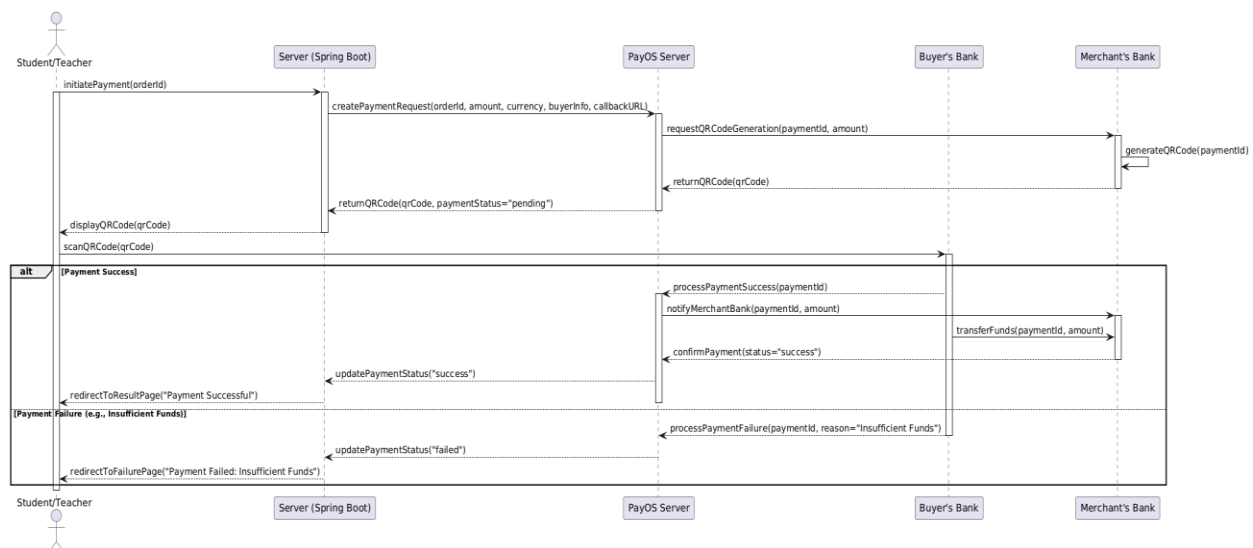 Student/Teacher
Server (Spring Boot)
PayOS Server
Buyer's Bank
Merchant's Bank
initiatePayment(orderId)
createPaymentRequest(orderId, amount, currency, buyerInfo, callbackURL)
requestQRCodeGeneration(paymentId, amount)
generateQRCode(paymentId)
returnQRCode(qrCode)
returnQRCode(qrCode, paymentStatus="pending")
displayQRCode(qrCode)
scanQRCode(qrCode)
alt [Payment Success]
processPaymentSuccess(paymentId)
notifyMerchantBank(paymentId, amount)
transferFunds(paymentId, amount)
confirmPayment(status="success")
updatePaymentStatus("success")
redirectToResultPage("Payment Successful")
[Payment Failure (e.g., Insufficient Funds)]
processPaymentFailure(paymentId, reason="Insufficient Funds")
updatePaymentStatus("failed")
redirectToFailurePage("Payment Failed: Insufficient Funds")
Student/Teacher
Server (Spring Boot)
PayOS Server
Buyer's Bank
Merchant's Bank